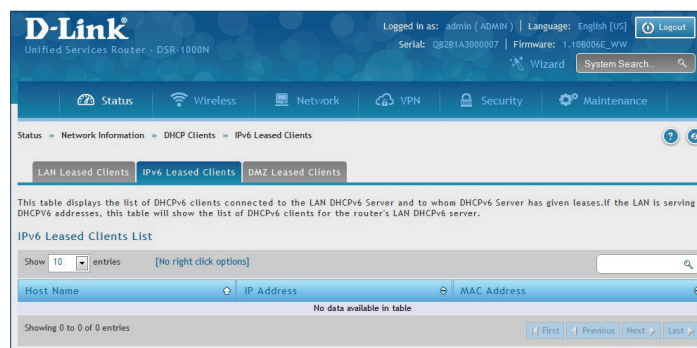 D-Link
Unified Services Router - DSR-1000N
Logged in as: admin ( ADMIN ) | Language: English [US]
Logout
Serial: QB2B1A3000007 | Firmware: 1.10B006E_WW
Wizard
System Search...
Status
Wireless
Network
VPN
Security
Maintenance
Status » Network Information » DHCP Clients » IPv6 Leased Clients
LAN Leased Clients
IPv6 Leased Clients
DMZ Leased Clients
This table displays the list of DHCPv6 clients connected to the LAN DHCPv6 Server and to whom DHCPv6 Server has given leases.If the LAN is serving
DHCPV6 addresses, this table will show the list of DHCPv6 clients for the router's LAN DHCPv6 server.
IPv6 Leased Clients List
Show 10 entries [No right click options]
Host Name
IP Address
MAC Address
No data available in table
Showing 0 to 0 of 0 entries
First
Previous
Next
Last